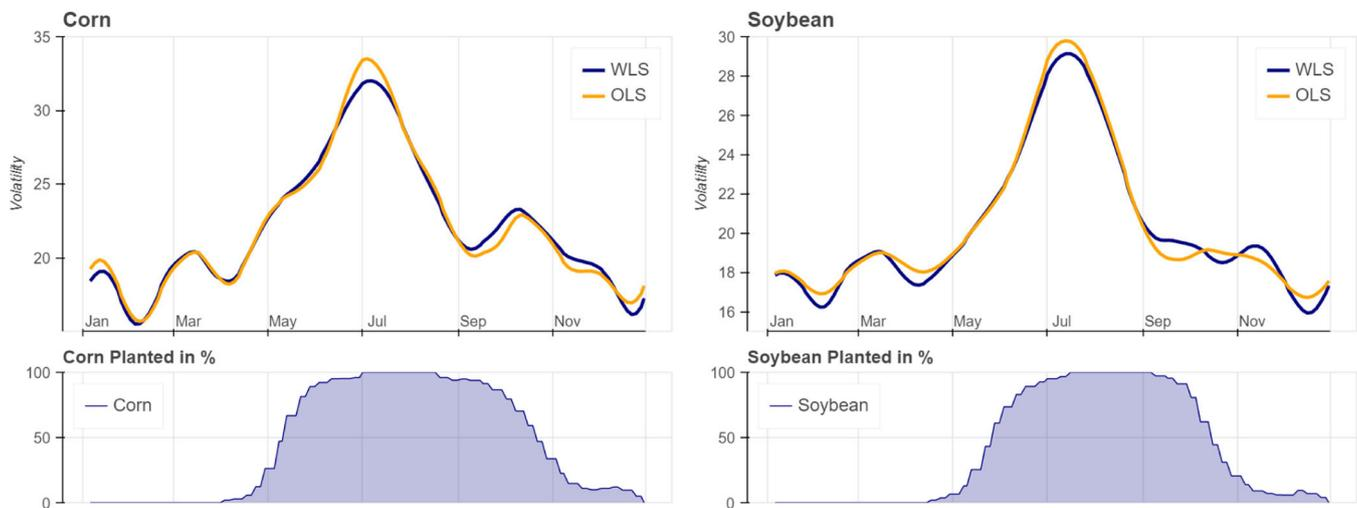 Corn
35
30
25
20
Volatility
WLS
OLS
Jan
Mar
May
Jul
Sep
Nov
Soybean
30
28
26
24
22
20
18
16
Volatility
WLS
OLS
Jan
Mar
May
Jul
Sep
Nov
Corn Planted in %
100
50
0
Corn
Soybean Planted in %
100
50
0
Soybean